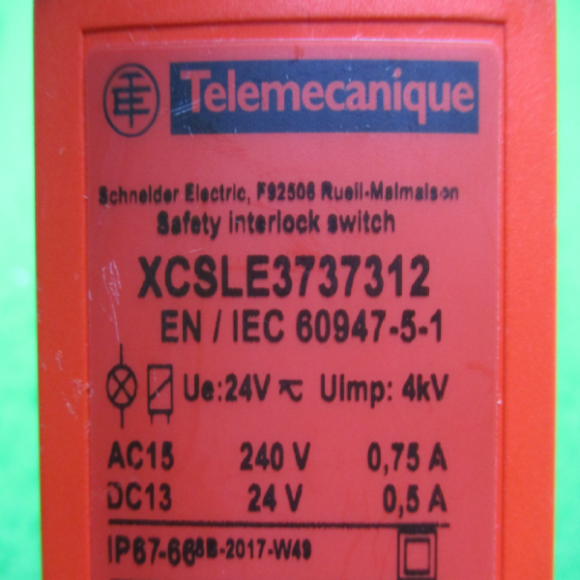 Telemecanique
Schneider Electric, F92506 Rueil-Malmaison
Safety interlock switch
XCSLE3737312
EN / IEC 60947-5-1
Ue:24V UImp: 4kV
AC15 240 V 0,75 A
DC13 24 V 0,5 A
IP67-66 8B-2017-W49